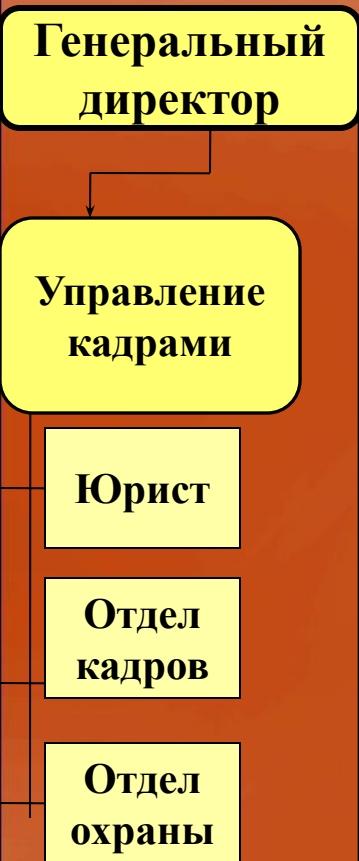 Генеральный
директор
Управление
кадрами
Юрист
Отдел
кадров
Отдел
охраны